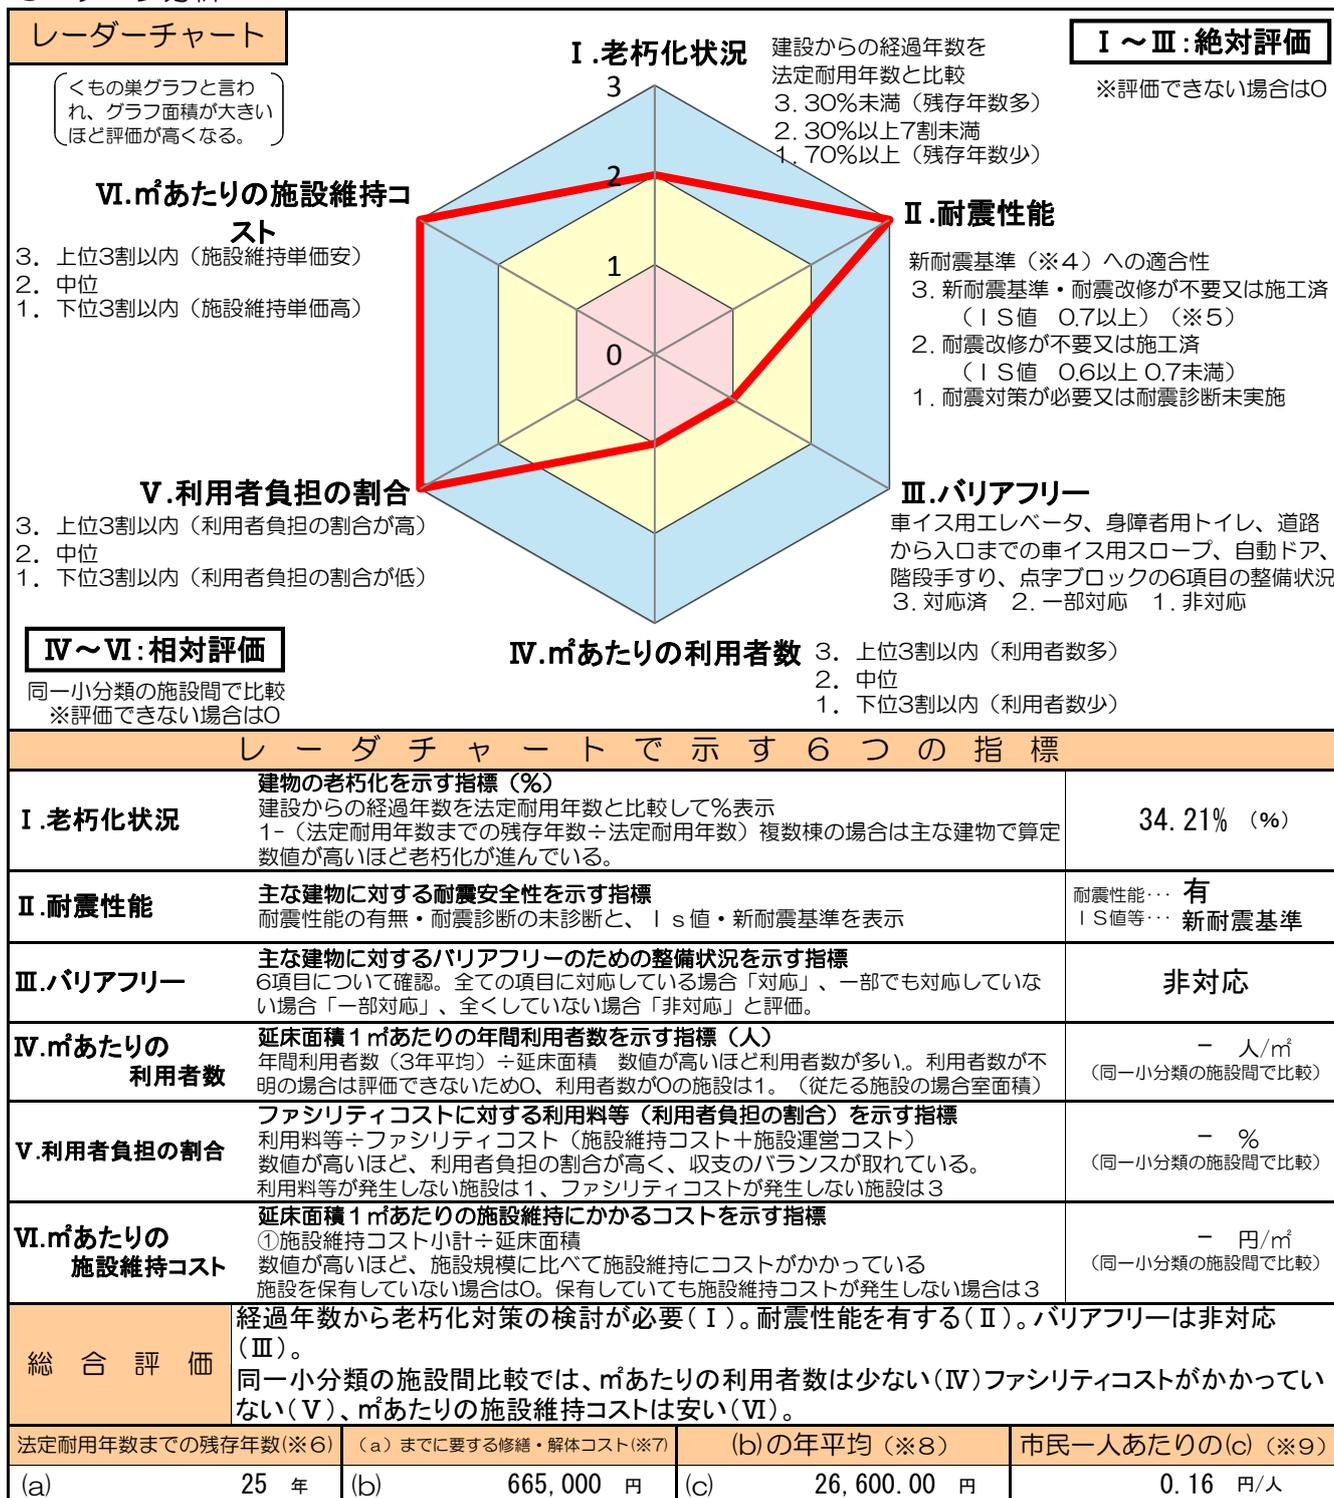 レーダーチャート
くもの巣グラフと言わ
れ、グラフ面積が大きい
ほど評価が高くなる。
Ⅰ～Ⅲ：絶対評価
※評価できない場合は0
Ⅰ.老朽化状況
建設からの経過年数を
法定耐用年数と比較
3. 30%未満（残存年数多）
2. 30%以上7割未満
1. 70%以上（残存年数少）
3
2
1
0
Ⅱ.耐震性能
新耐震基準（※４）への適合性
3. 新耐震基準・耐震改修が不要又は施工済
（ＩＳ値　0.7以上）（※５）
2. 耐震改修が不要又は施工済
（ＩＳ値　0.6以上 0.7未満）
1. 耐震対策が必要又は耐震診断未実施
Ⅲ.バリアフリー
車イス用エレベータ、身障者用トイレ、道路
から入口までの車イス用スロープ、自動ドア、
階段手すり、点字ブロックの6項目の整備状況
3. 対応済　2. 一部対応　1. 非対応
Ⅳ.㎡あたりの利用者数
3.　上位3割以内（利用者数多）
2.　中位
1.　下位3割以内（利用者数少）
Ⅴ.利用者負担の割合
3.　上位3割以内（利用者負担の割合が高）
2.　中位
1.　下位3割以内（利用者負担の割合が低）
Ⅵ.㎡あたりの施設維持コ
スト
3.　上位3割以内（施設維持単価安）
2.　中位
1.　下位3割以内（施設維持単価高）
Ⅳ～Ⅵ：相対評価
同一小分類の施設間で比較
※評価できない場合は0
レーダチャートで示す６つの指標
Ⅰ.老朽化状況
建物の老朽化を示す指標（％）
建設からの経過年数を法定耐用年数と比較して％表示
1-（法定耐用年数までの残存年数÷法定耐用年数）複数棟の場合は主な建物で算定
数値が高いほど老朽化が進んでいる。
34.21%（％）
Ⅱ.耐震性能
主な建物に対する耐震安全性を示す指標
耐震性能の有無・耐震診断の未診断と、Ｉｓ値・新耐震基準を表示
耐震性能･･･ 有
ＩＳ値等･･･ 新耐震基準
Ⅲ.バリアフリー
主な建物に対するバリアフリーのための整備状況を示す指標
6項目について確認。全ての項目に対応している場合「対応」、一部でも対応していな
い場合「一部対応」、全くしていない場合「非対応」と評価。
非対応
Ⅳ.㎡あたりの
利用者数
延床面積１㎡あたりの年間利用者数を示す指標（人）
年間利用者数（3年平均）÷延床面積　数値が高いほど利用者数が多い。利用者数が不
明の場合は評価できないため0、利用者数が0の施設は1。（従たる施設の場合室面積）
－　人/㎡
（同一小分類の施設間で比較）
Ⅴ.利用者負担の割合
ファシリティコストに対する利用料等（利用者負担の割合）を示す指標
利用料等÷ファシリティコスト（施設維持コスト＋施設運営コスト）
数値が高いほど、利用者負担の割合が高く、収支のバランスが取れている。
利用料等が発生しない施設は１、ファシリティコストが発生しない施設は３
－　％
（同一小分類の施設間で比較）
Ⅵ.㎡あたりの
施設維持コスト
延床面積１㎡あたりの施設維持にかかるコストを示す指標
①施設維持コスト小計÷延床面積
数値が高いほど、施設規模に比べて施設維持にコストがかかっている
施設を保有していない場合は0。保有していても施設維持コストが発生しない場合は３
－　円/㎡
（同一小分類の施設間で比較）
総合評価
経過年数から老朽化対策の検討が必要（Ⅰ）。耐震性能を有する（Ⅱ）。バリアフリーは非対応
（Ⅲ）。
同一小分類の施設間比較では、㎡あたりの利用者数は少ない（Ⅳ）ファシリティコストがかかってい
ない（Ⅴ）、㎡あたりの施設維持コストは安い（Ⅵ）。
法定耐用年数までの残存年数(※６)　（ａ）までに要する修繕・解体コスト(※7)　(b)の年平均（※８）　市民一人あたりの(c)（※９）
(a)　25 年　(b)　665,000 円　(c)　26,600.00 円　0.16 円/人